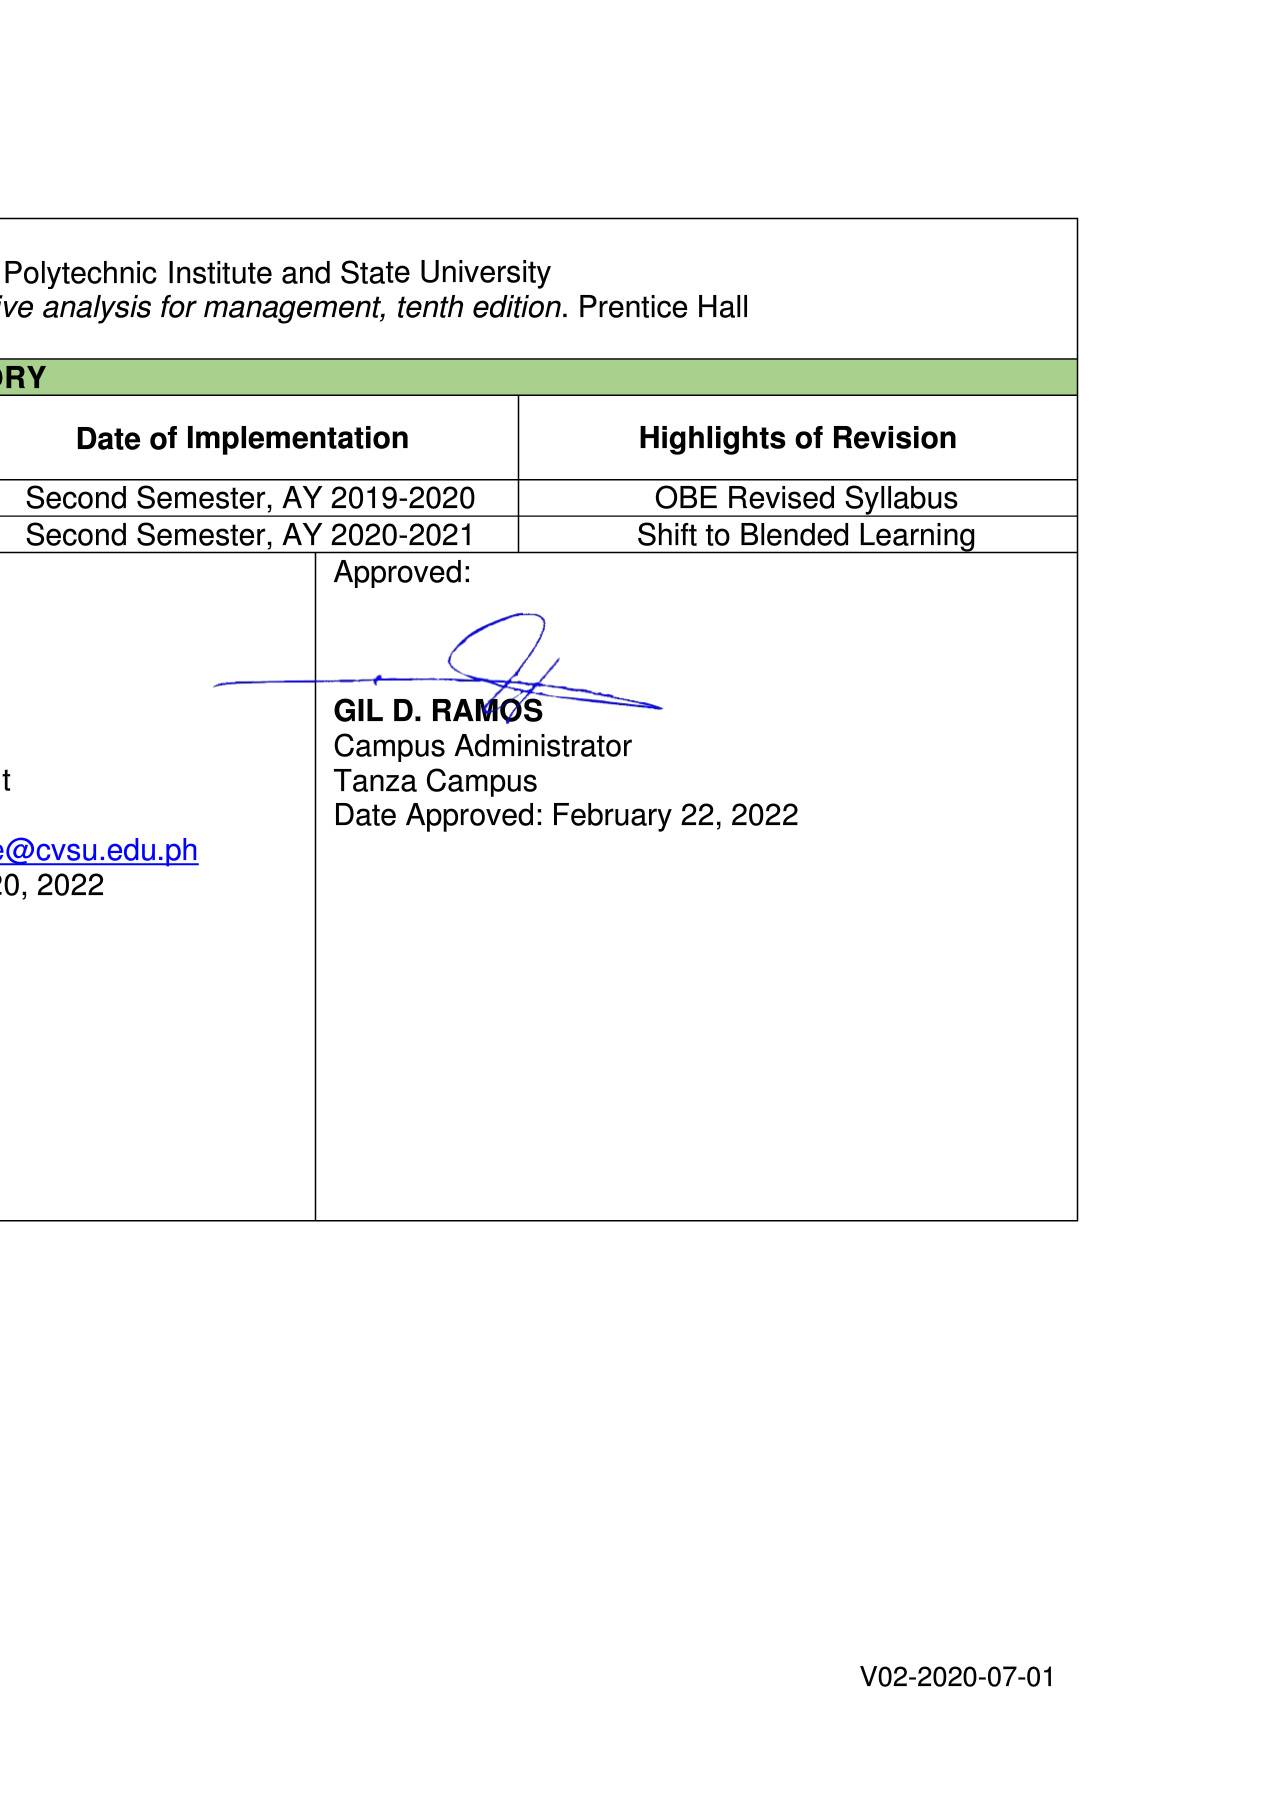 Polytechnic Institute and State University
ive analysis for management, tenth edition. Prentice Hall
ORY
Date of Implementation Highlights of Revision
Second Semester, AY 2019-2020 OBE Revised Syllabus
Second Semester, AY 2020-2021 Shift to Blended Learning
Approved:
GIL D. RAMOS
Campus Administrator
t Tanza Campus
Date Approved: February 22, 2022
e@cvsu.edu.ph
20, 2022
V02-2020-07-01